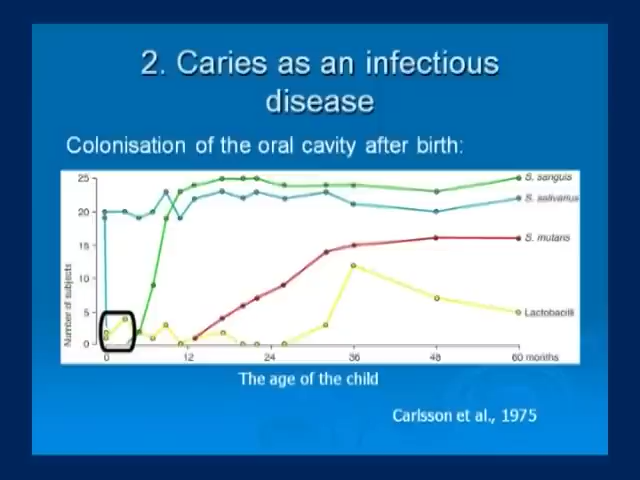 2. Caries as an infectious
disease
Colonisation of the oral cavity after birth:
Number of subjects
25
20
15
10
5
0
S. sanguis
S. salivarius
S. mutans
Lactobacilli
0 12 24 36 48 60 months
The age of the child
Carlsson et al., 1975